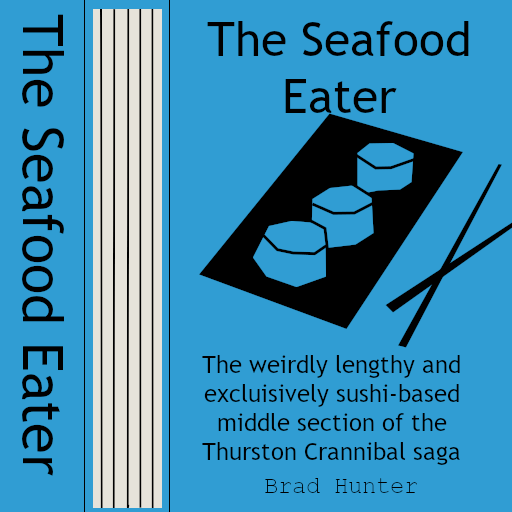 The Seafood Eater
The Seafood
Eater
The weirdly lengthy and
excluisively sushi-based
middle section of the
Thurston Crannibal saga
Brad Hunter